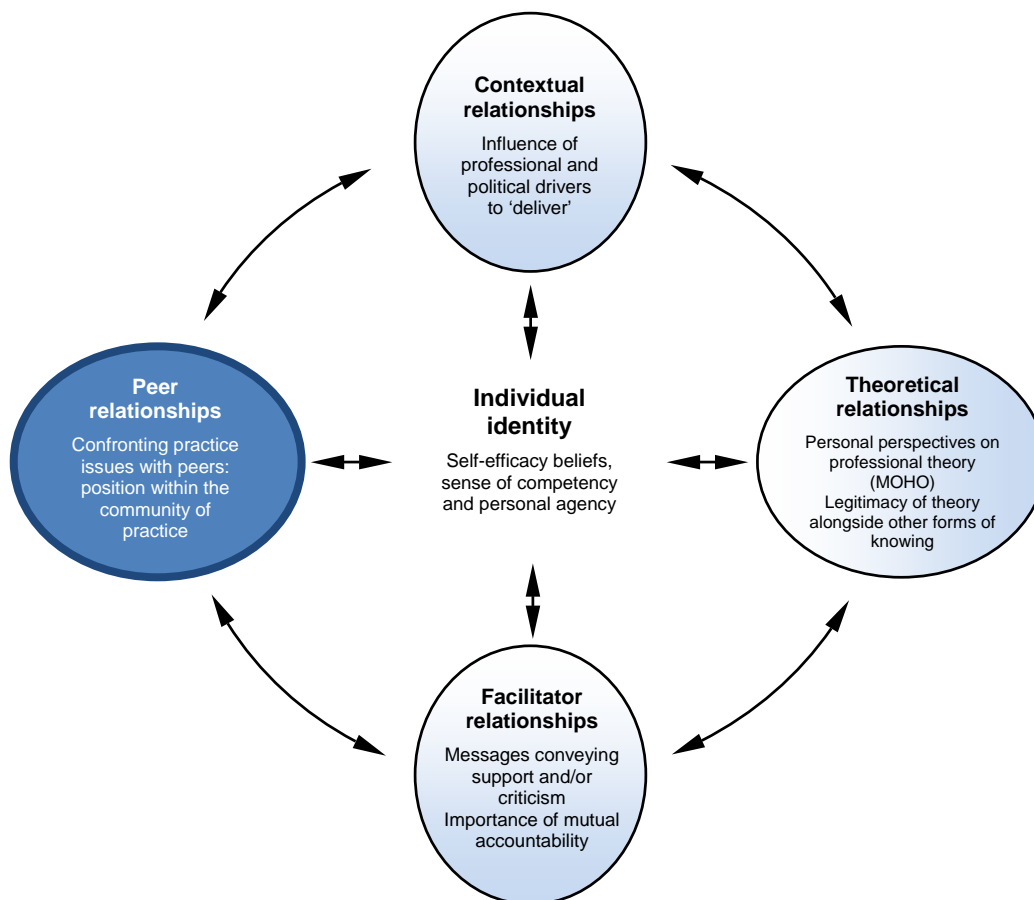 Contextual
relationships
Influence of
professional and
political drivers
to ‘deliver’
Peer
relationships
Confronting practice
issues with peers:
position within the
community of
practice
Individual
identity
Self-efficacy beliefs,
sense of competency
and personal agency
Theoretical
relationships
Personal perspectives on
professional theory
(MOHO)
Legitimacy of theory
alongside other forms of
knowing
Facilitator
relationships
Messages conveying
support and/or
criticism
Importance of mutual
accountability